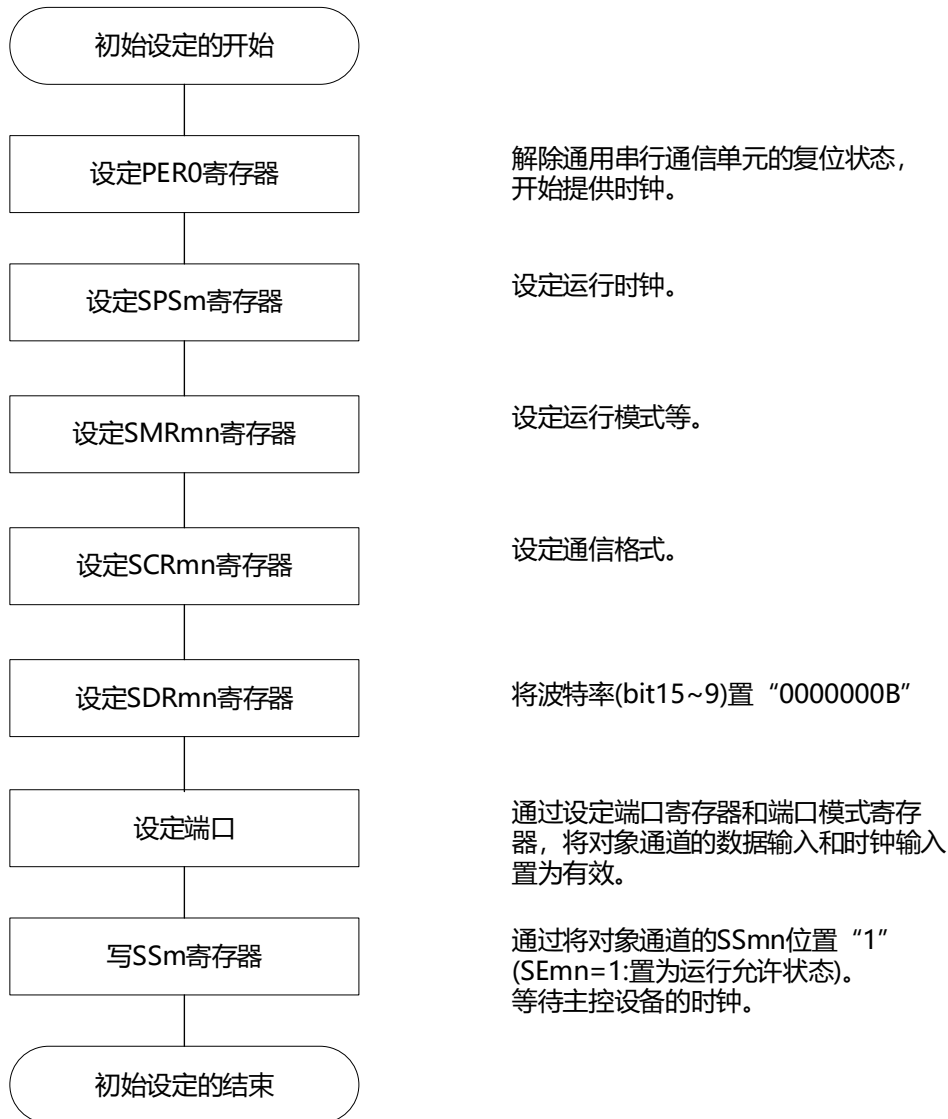 初始设定的开始
设定PER0寄存器
解除通用串行通信单元的复位状态，
开始提供时钟。
设定SPSm寄存器
设定运行时钟。
设定SMRmn寄存器
设定运行模式等。
设定SCRmn寄存器
设定通信格式。
设定SDRmn寄存器
将波特率(bit15~9)置“0000000B”
设定端口
通过设定端口寄存器和端口模式寄存
器，将对象通道的数据输入和时钟输入
置为有效。
写SSm寄存器
通过将对象通道的SSmn位置“1”
(SEmn=1:置为运行允许状态)。
等待主控设备的时钟。
初始设定的结束